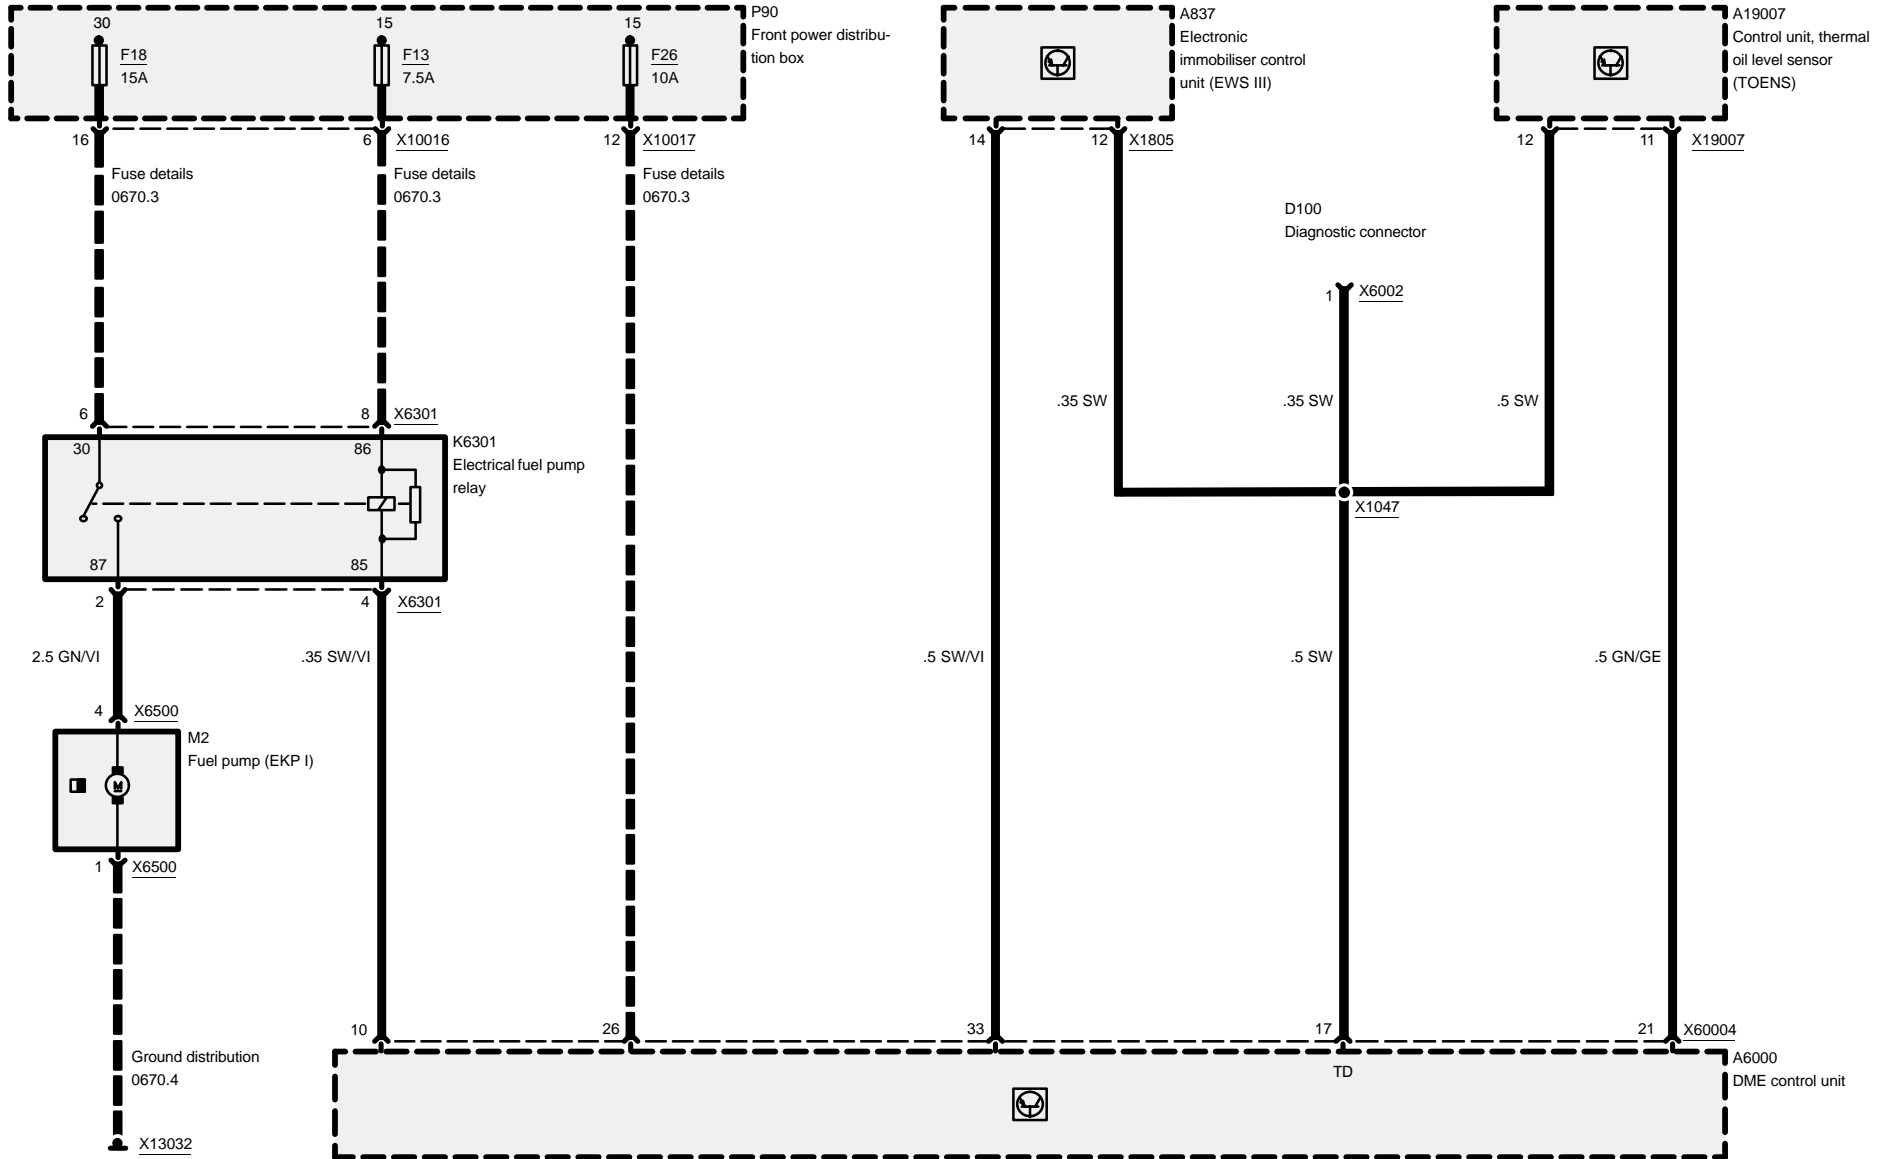 30
15
15
P90
Front power distribu-
tion box
F18
15A
F13
7.5A
F26
10A
A837
Electronic
immobiliser control
unit (EWS III)
A19007
Control unit, thermal
oil level sensor
(TOENS)
16
6
X10016
12
X10017
14
12
X1805
12
11
X19007
Fuse details
0670.3
Fuse details
0670.3
Fuse details
0670.3
D100
Diagnostic connector
1
X6002
.35 SW
.35 SW
.5 SW
6
8
X6301
30
86
K6301
Electrical fuel pump
relay
X1047
87
85
2
4
X6301
2.5 GN/VI
.35 SW/VI
.5 SW/VI
.5 SW
.5 GN/GE
4
X6500
M2
Fuel pump (EKP I)
M
1
X6500
10
26
33
17
21
X60004
Ground distribution
0670.4
TD
A6000
DME control unit
X13032